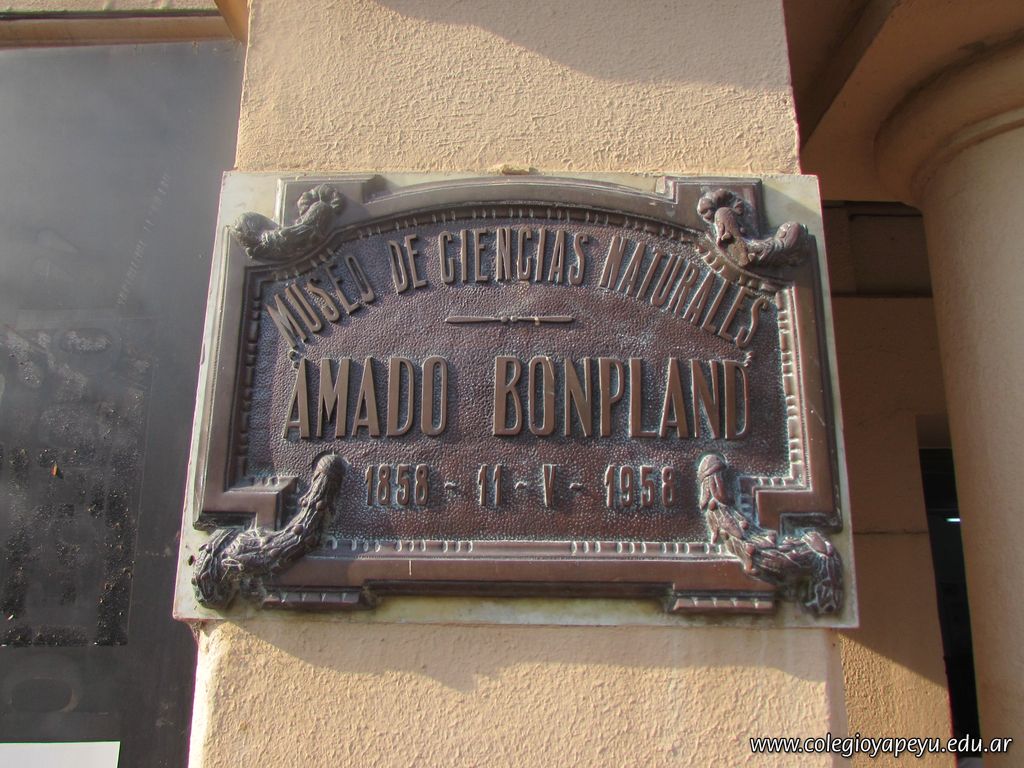 MUSEO DE CIENCIAS NATURALES
AMADO BONPLAND
1858 - 11 - V - 1958
www.colegioyapeyu.edu.ar